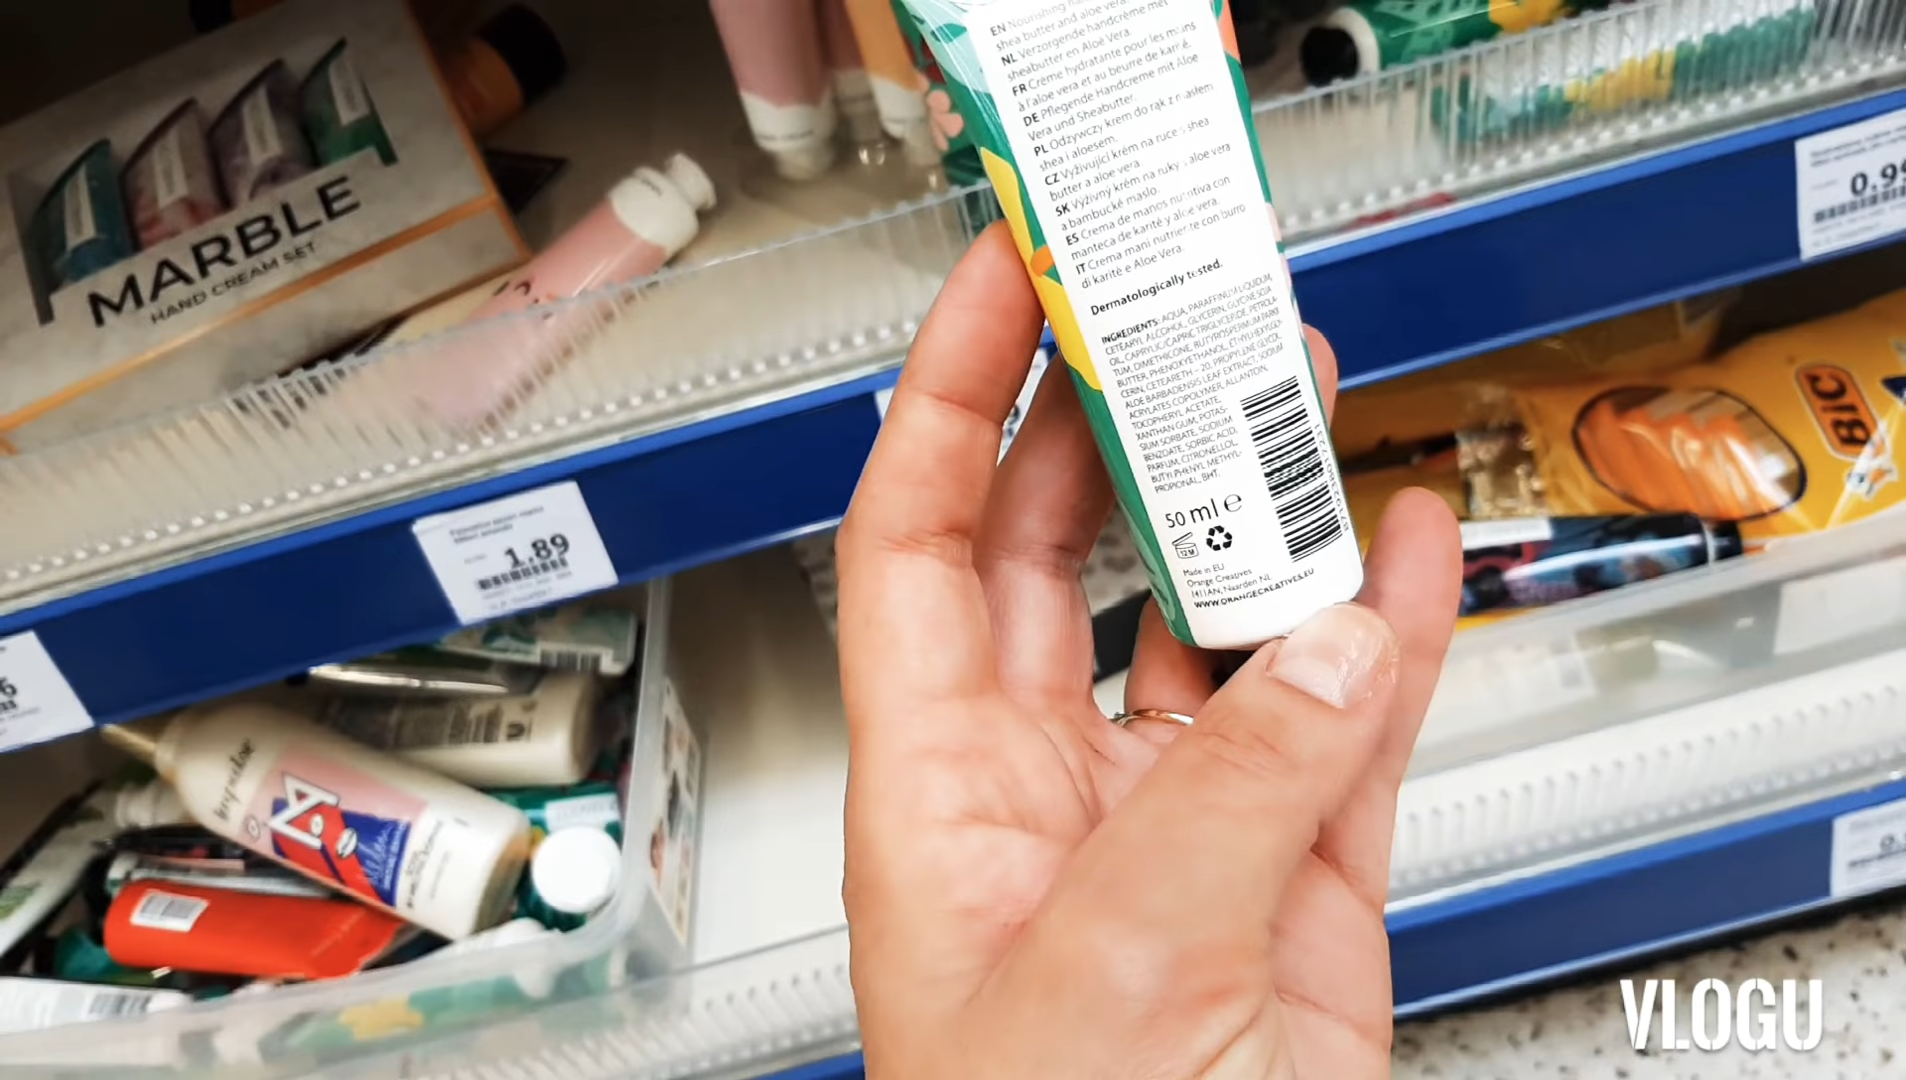 MARBLE
HAND CREAM SET
EN Nourishing
shea butter and aloe vera.
NL Verzorgende handcrème met
sheabutter en Aloë Vera.
FR Crème hydratante pour les mains
à l'aloe vera et au beurre de karité.
DE Pflegende Handcreme mit Aloe
Vera und Sheabutter.
PL Odżywczy krem do rąk z masłem
shea i aloesem.
CZ Vyživující krém na ruce s shea
butter a aloe vera.
SK Výživný krém na ruky s aloe vera
a bambucké maslo.
ES Crema de manos nutritiva con
manteca de karité y aloe vera.
IT Crema mani nutriente con burro
di karitè e Aloe Vera.
Dermatologically tested.
INGREDIENTS: AQUA, PARAFFINUM LIQUIDUM,
CETEARYL ALCOHOL, GLYCERIN, GLYCINE SOJA
OIL, CAPRYLIC/CAPRIC TRIGLYCERIDE, PETROLA-
TUM, DIMETHICONE, BUTYROSPERMUM PARKII
BUTTER, PHENOXYETHANOL, ETHYLHEXYLGLY-
CERIN, CETEARETH - 20, PROPYLENE GLYCOL,
ALOE BARBADENSIS LEAF EXTRACT, SODIUM
ACRYLATES COPOLYMER, ALLANTOIN,
TOCOPHERYL ACETATE,
XANTHAN GUM, POTAS-
SIUM SORBATE, SODIUM
BENZOATE, SORBIC ACID,
PARFUM, CITRONELLOL,
BUTYLPHENYL METHYL-
PROPIONAL, BHT.
50 ml e
12 M
Made in EU
Orange Creatives
1411AN, Naarden NL
WWW.ORANGECREATIVES.EU
0.99
BIC
1.89
VLOGU